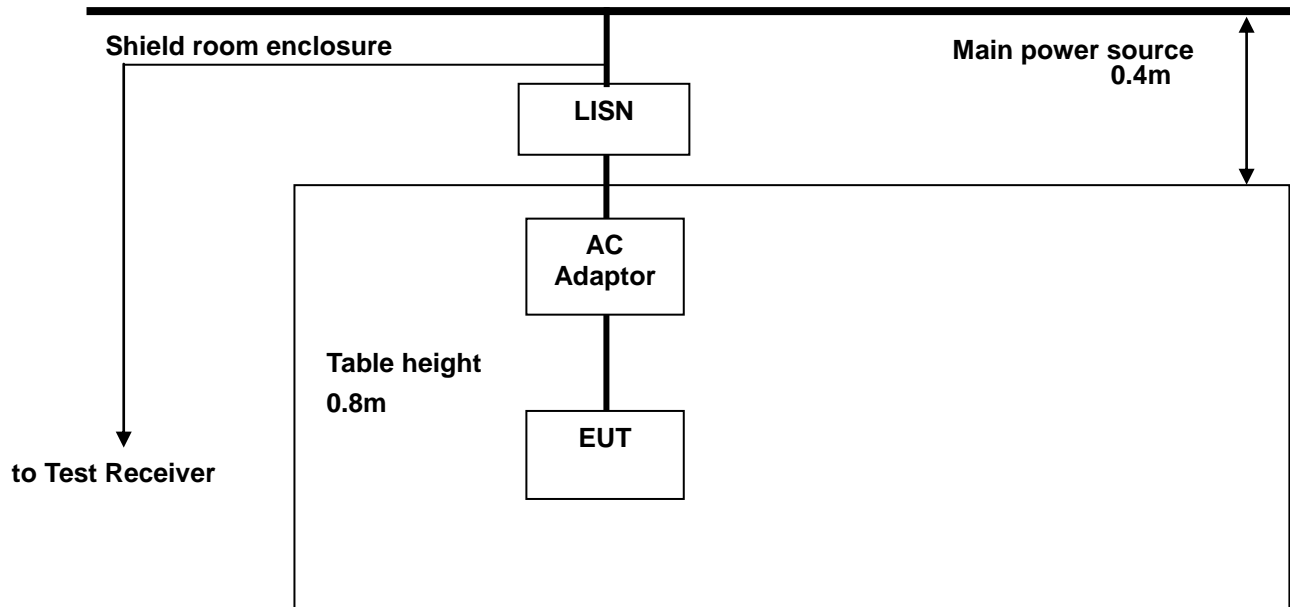 Shield room enclosure
Main power source
0.4m
LISN
AC
Adaptor
Table height
0.8m
EUT
to Test Receiver